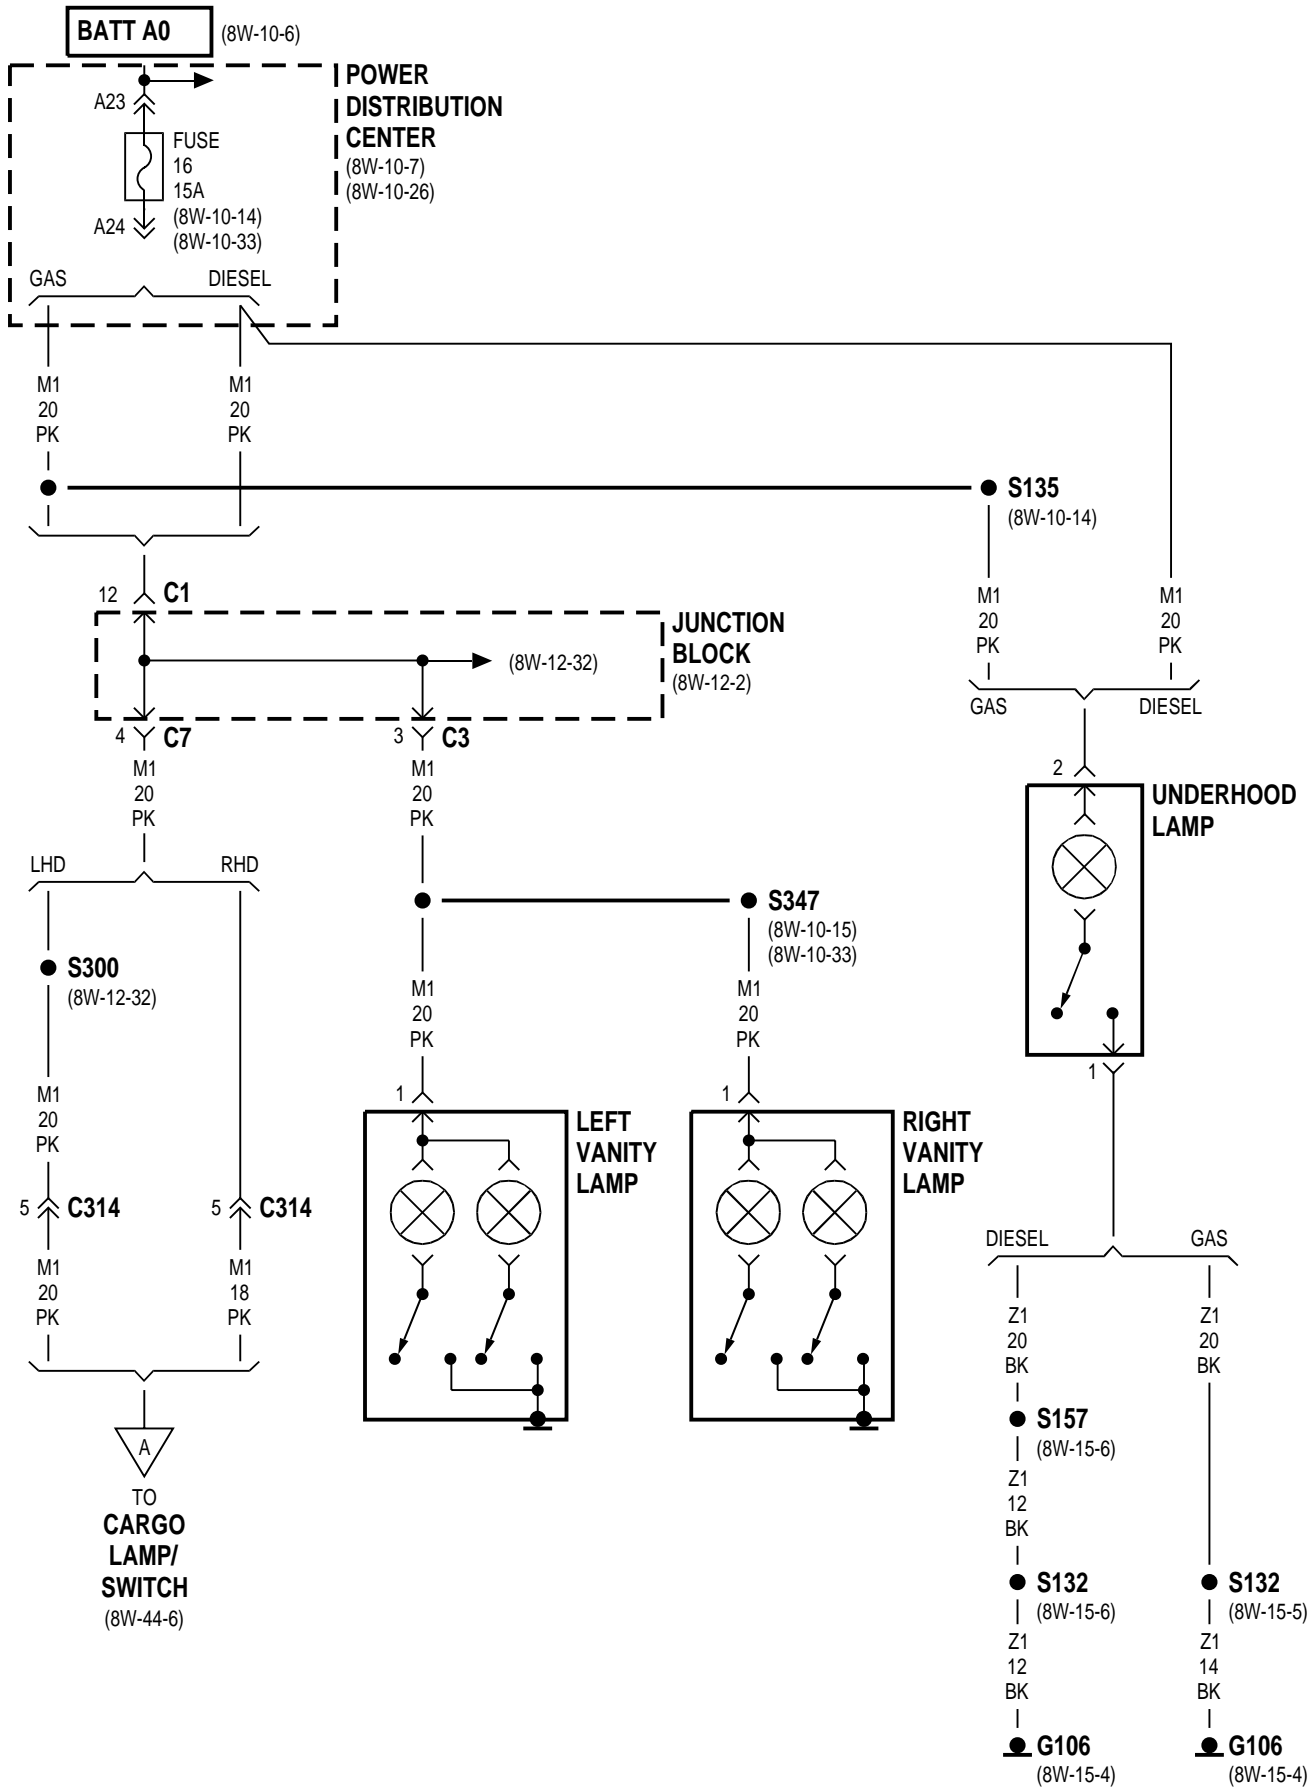 BATT A0
(8W-10-6)
POWER
DISTRIBUTION
CENTER
(8W-10-7)
(8W-10-26)
A23
FUSE
16
15A
(8W-10-14)
(8W-10-33)
A24
GAS
DIESEL
M1
20
PK
M1
20
PK
S135
(8W-10-14)
12
C1
JUNCTION
BLOCK
(8W-12-2)
(8W-12-32)
4
C7
3
C3
M1
20
PK
M1
20
PK
M1
20
PK
M1
20
PK
GAS
DIESEL
2
UNDERHOOD
LAMP
1
LHD
RHD
S300
(8W-12-32)
S347
(8W-10-15)
(8W-10-33)
M1
20
PK
M1
20
PK
M1
20
PK
1
LEFT
VANITY
LAMP
1
RIGHT
VANITY
LAMP
5
C314
5
C314
M1
20
PK
M1
18
PK
A
TO
CARGO
LAMP/
SWITCH
(8W-44-6)
DIESEL
GAS
Z1
20
BK
Z1
20
BK
S157
(8W-15-6)
Z1
12
BK
S132
(8W-15-6)
S132
(8W-15-5)
Z1
12
BK
Z1
14
BK
G106
(8W-15-4)
G106
(8W-15-4)